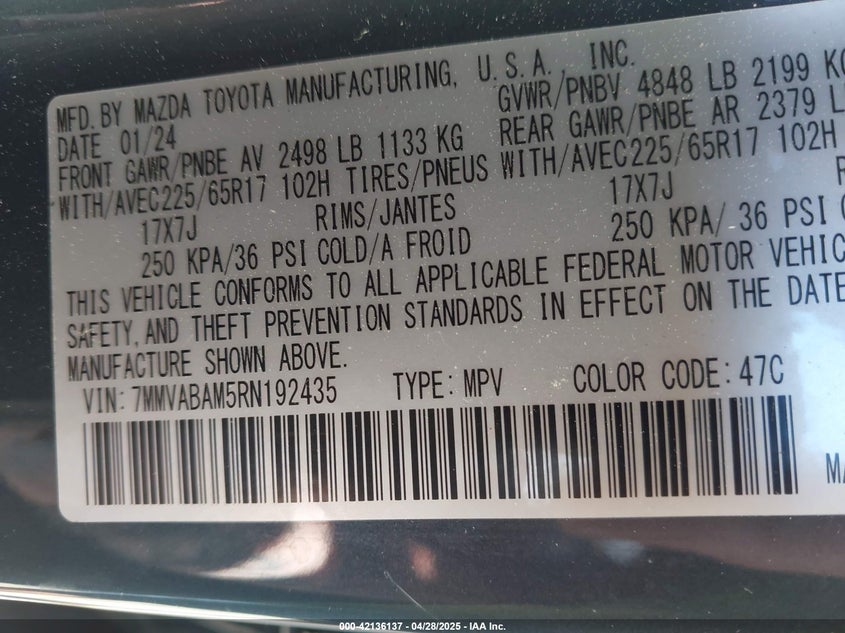 MFD. BY MAZDA TOYOTA MANUFACTURING, U.S.A., INC.
DATE 01/24 GVWR/PNBV 4848 LB 2199 KG
FRONT GAWR/PNBE AV 2498 LB 1133 KG REAR GAWR/PNBE AR 2379 L
WITH/AVEC225/65R17 102H TIRES/PNEUS WITH/AVEC225/65R17 102H
17X7J RIMS/JANTES 17X7J
250 KPA/36 PSI COLD/A FROID 250 KPA/ 36 PSI
THIS VEHICLE CONFORMS TO ALL APPLICABLE FEDERAL MOTOR VEHIC
SAFETY, AND THEFT PREVENTION STANDARDS IN EFFECT ON THE DATE
MANUFACTURE SHOWN ABOVE.
VIN: 7MMVABAM5RN192435 TYPE: MPV COLOR CODE: 47C
000-42136137 - 04/28/2025 - IAA Inc.